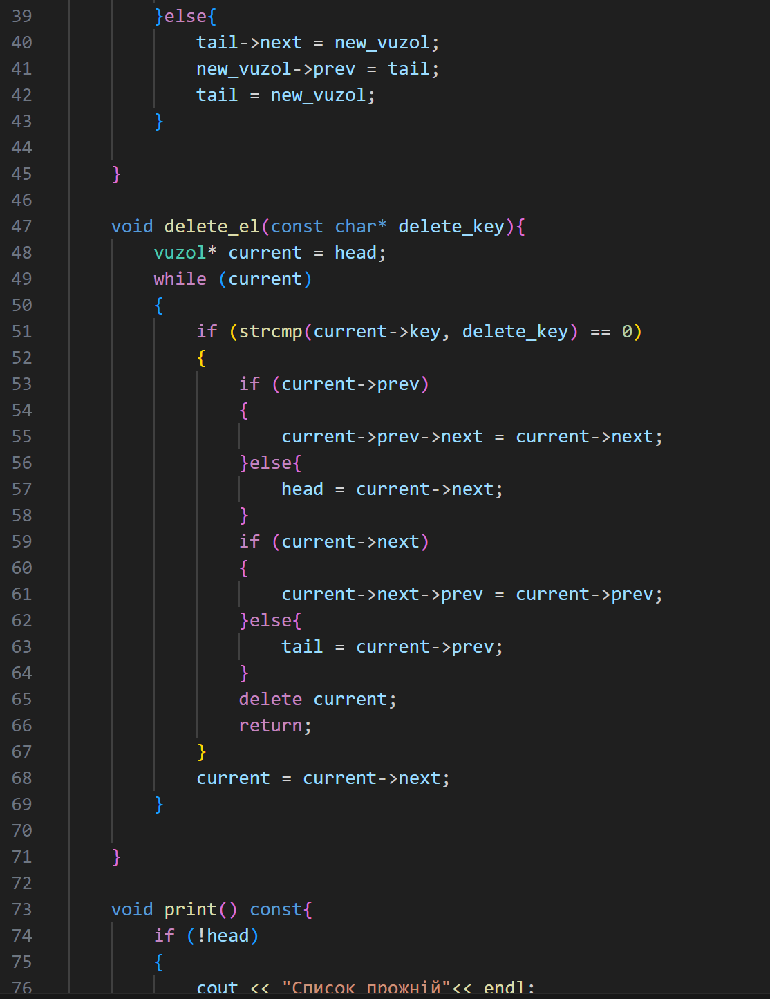 39 }else{
40 tail->next = new_vuzol;
41 new_vuzol->prev = tail;
42 tail = new_vuzol;
43 }
44
45 }
46
47 void delete_el(const char* delete_key){
48 vuzol* current = head;
49 while (current)
50 {
51 if (strcmp(current->key, delete_key) == 0)
52 {
53 if (current->prev)
54 {
55 current->prev->next = current->next;
56 }else{
57 head = current->next;
58 }
59 if (current->next)
60 {
61 current->next->prev = current->prev;
62 }else{
63 tail = current->prev;
64 }
65 delete current;
66 return;
67 }
68 current = current->next;
69 }
70
71 }
72
73 void print() const{
74 if (!head)
75 {
76 cout << "Список прожній"<< endl;